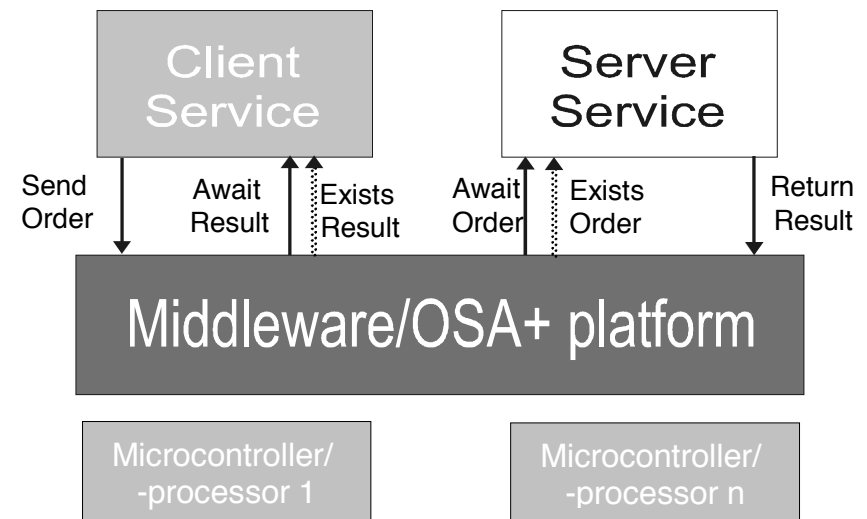 Client
Service
Server
Service
Send
Order
Await
Result
Exists
Result
Await
Order
Exists
Order
Return
Result
Middleware/OSA+ platform
Microcontroller/
-processor 1
Microcontroller/
-processor n